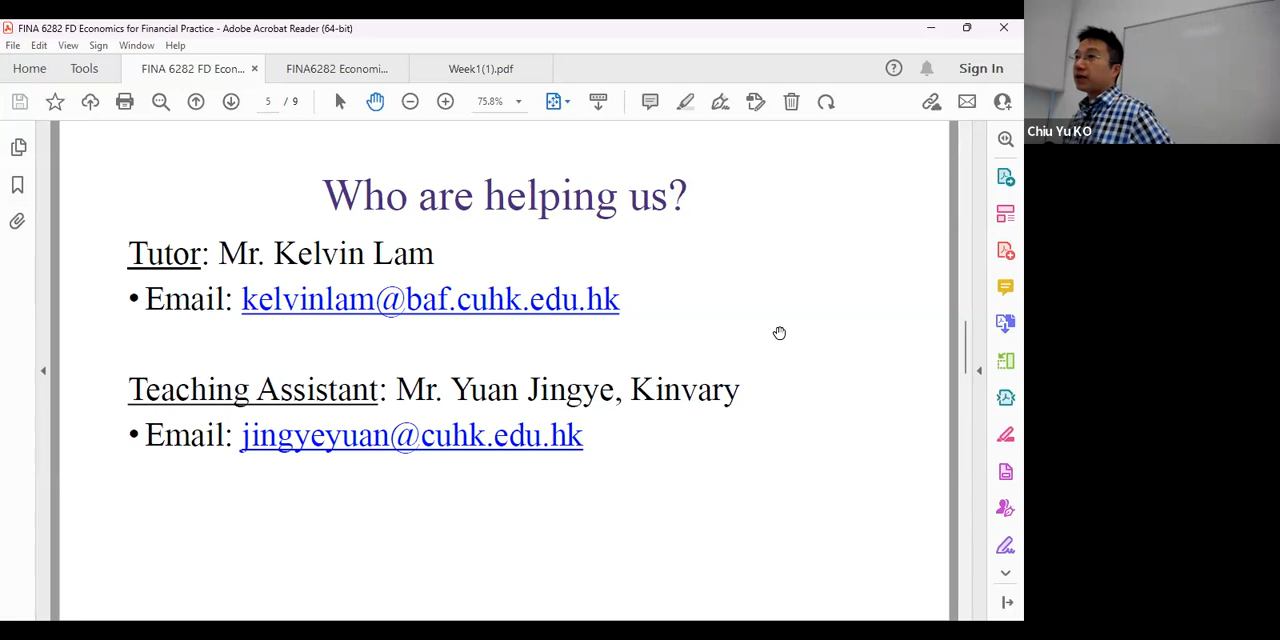 FINA 6282 FD Economics for Financial Practice - Adobe Acrobat Reader (64-bit)
File Edit View Sign Window Help
Home Tools FINA 6282 FD Econ... × FINA6282 Economi... Week1(1).pdf Sign In
5 / 9 75.8%
Chiu Yu KO
Who are helping us?
Tutor: Mr. Kelvin Lam
• Email: kelvinlam@baf.cuhk.edu.hk
Teaching Assistant: Mr. Yuan Jingye, Kinvary
• Email: jingyeyuan@cuhk.edu.hk